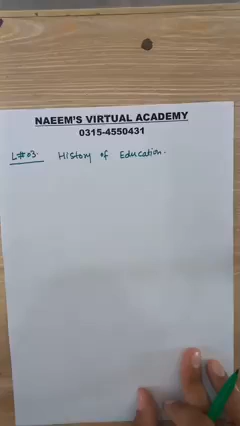 NAEEM'S VIRTUAL ACADEMY
0315-4550431
L#03. History of Education.